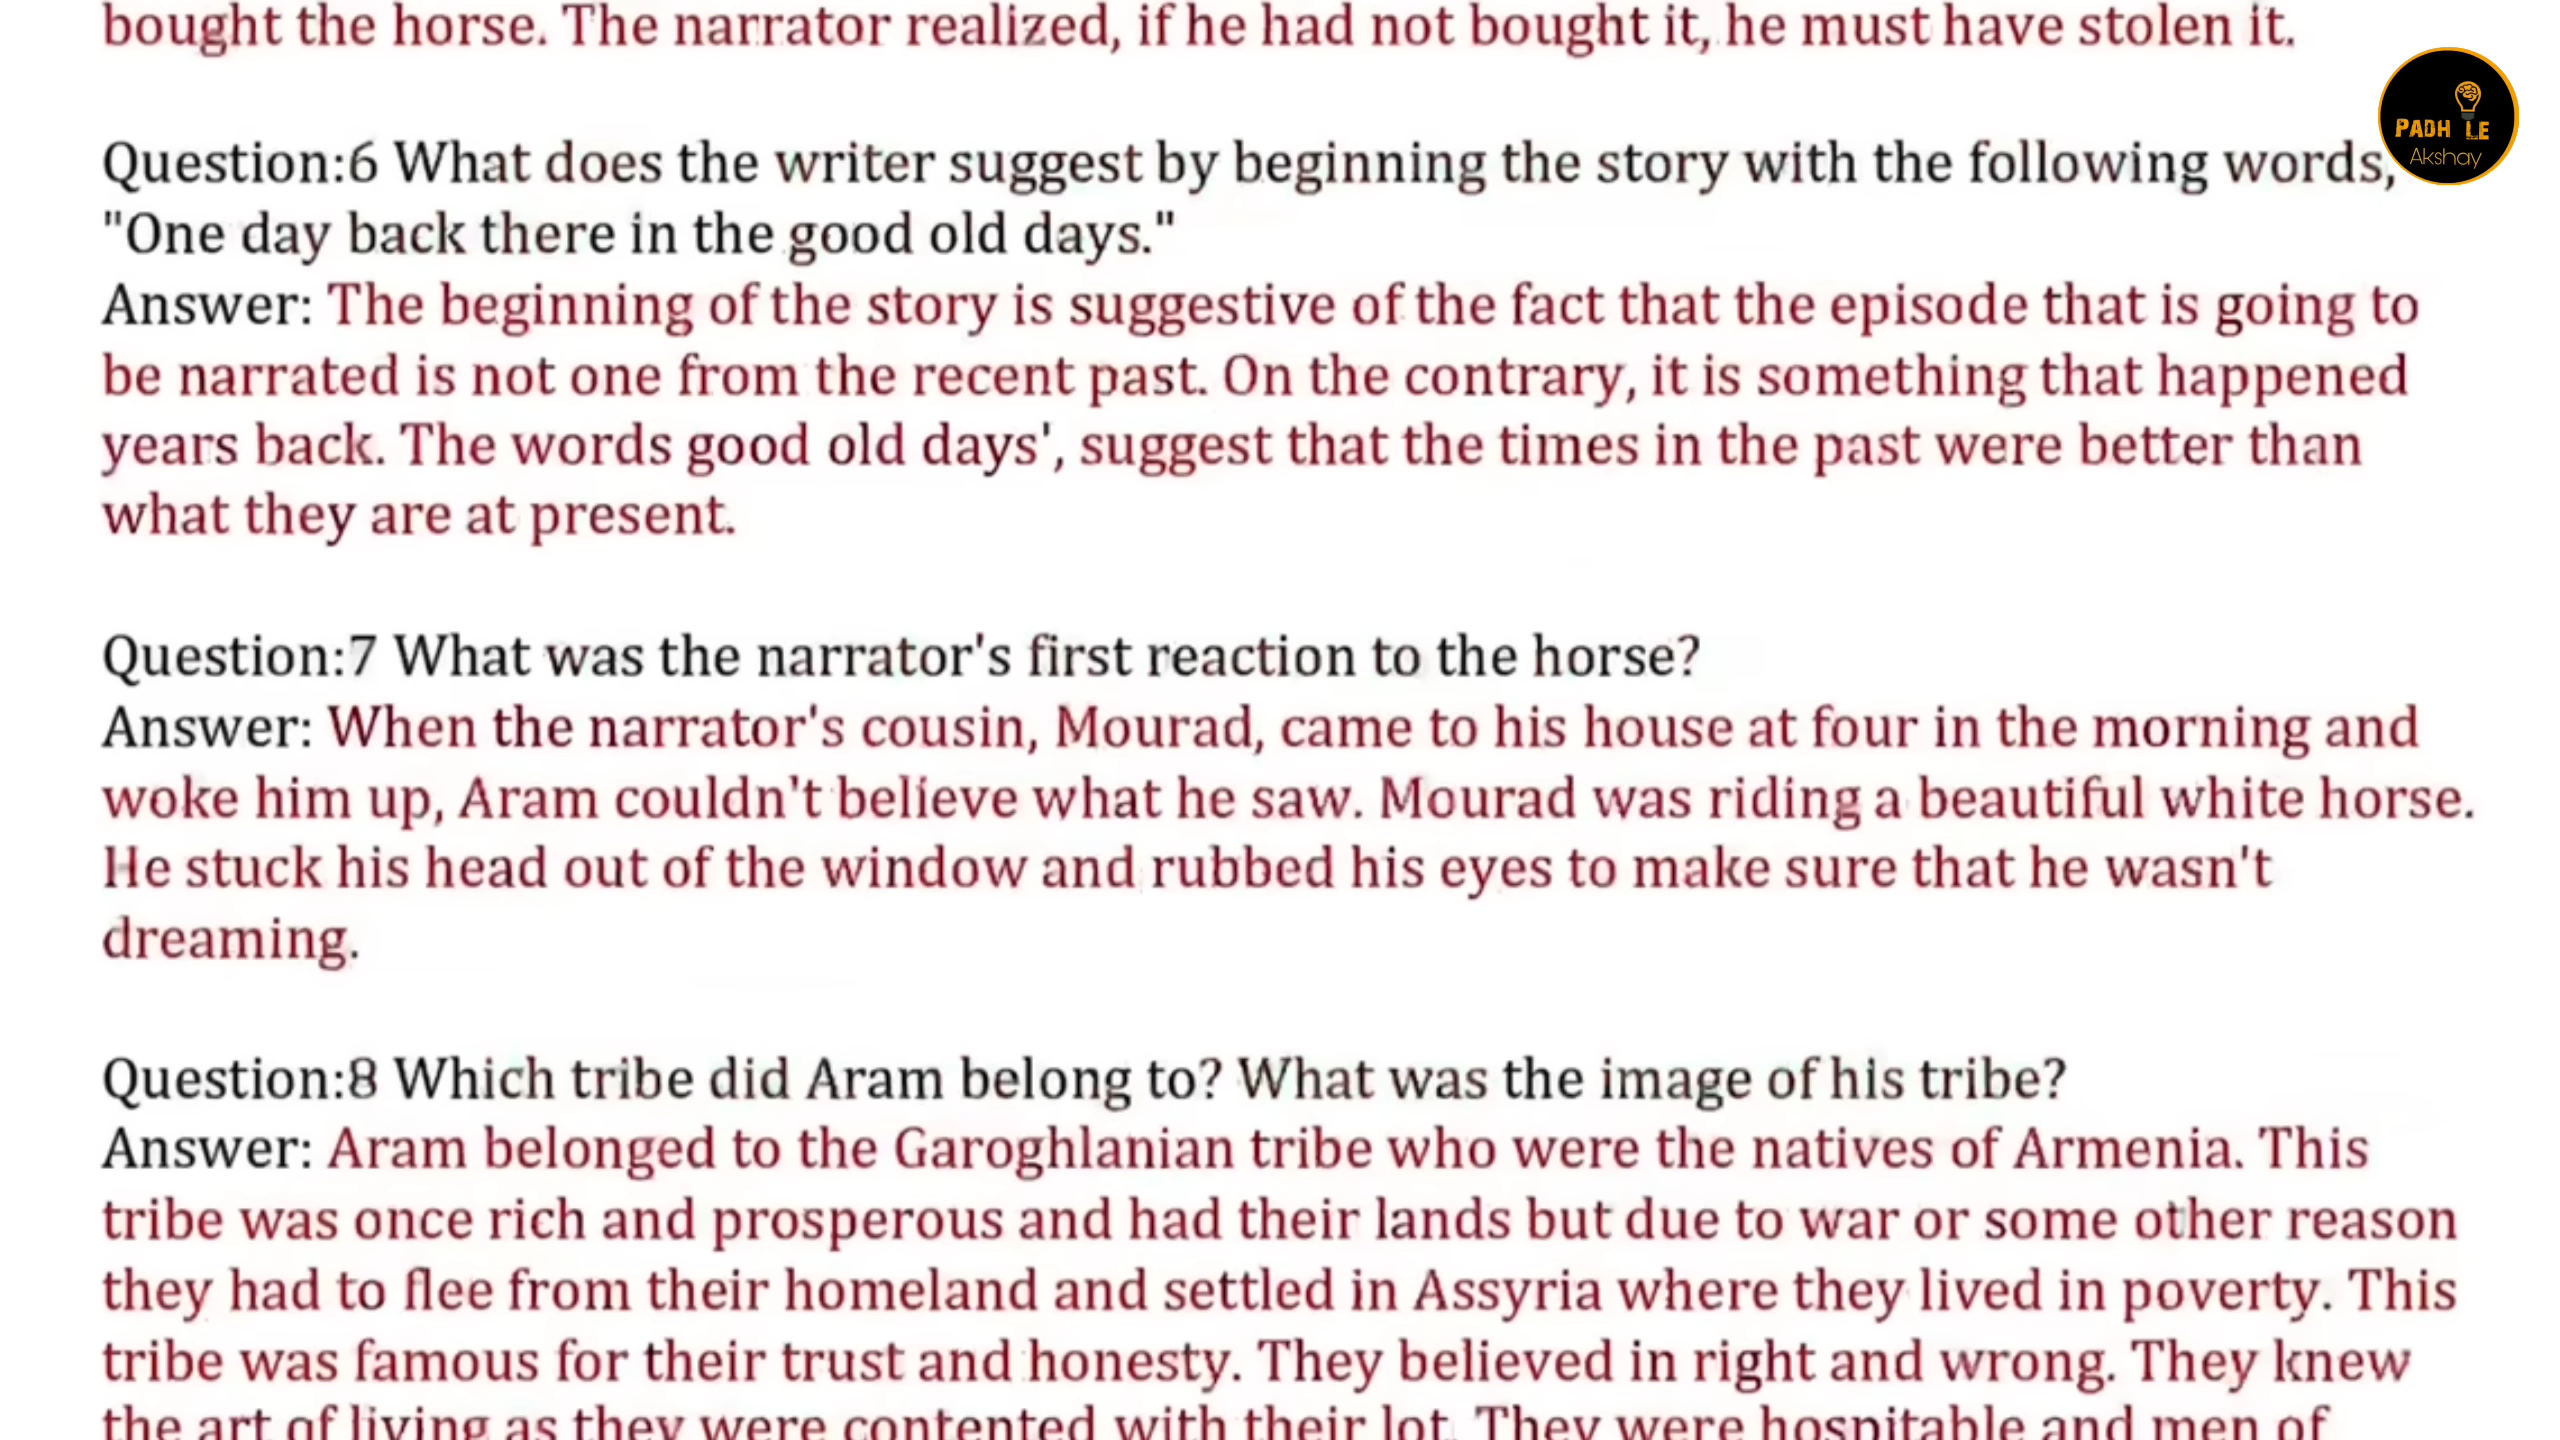 bought the horse. The narrator realized, if he had not bought it, he must have stolen it.
PADH LE
Akshay
Question:6 What does the writer suggest by beginning the story with the following words,
"One day back there in the good old days."
Answer: The beginning of the story is suggestive of the fact that the episode that is going to
be narrated is not one from the recent past. On the contrary, it is something that happened
years back. The words good old days', suggest that the times in the past were better than
what they are at present.
Question:7 What was the narrator's first reaction to the horse?
Answer: When the narrator's cousin, Mourad, came to his house at four in the morning and
woke him up, Aram couldn't believe what he saw. Mourad was riding a beautiful white horse.
He stuck his head out of the window and rubbed his eyes to make sure that he wasn't
dreaming.
Question:8 Which tribe did Aram belong to? What was the image of his tribe?
Answer: Aram belonged to the Garoghlanian tribe who were the natives of Armenia. This
tribe was once rich and prosperous and had their lands but due to war or some other reason
they had to flee from their homeland and settled in Assyria where they lived in poverty. This
tribe was famous for their trust and honesty. They believed in right and wrong. They knew
the art of living as they were contented with their lot. They were hospitable and men of